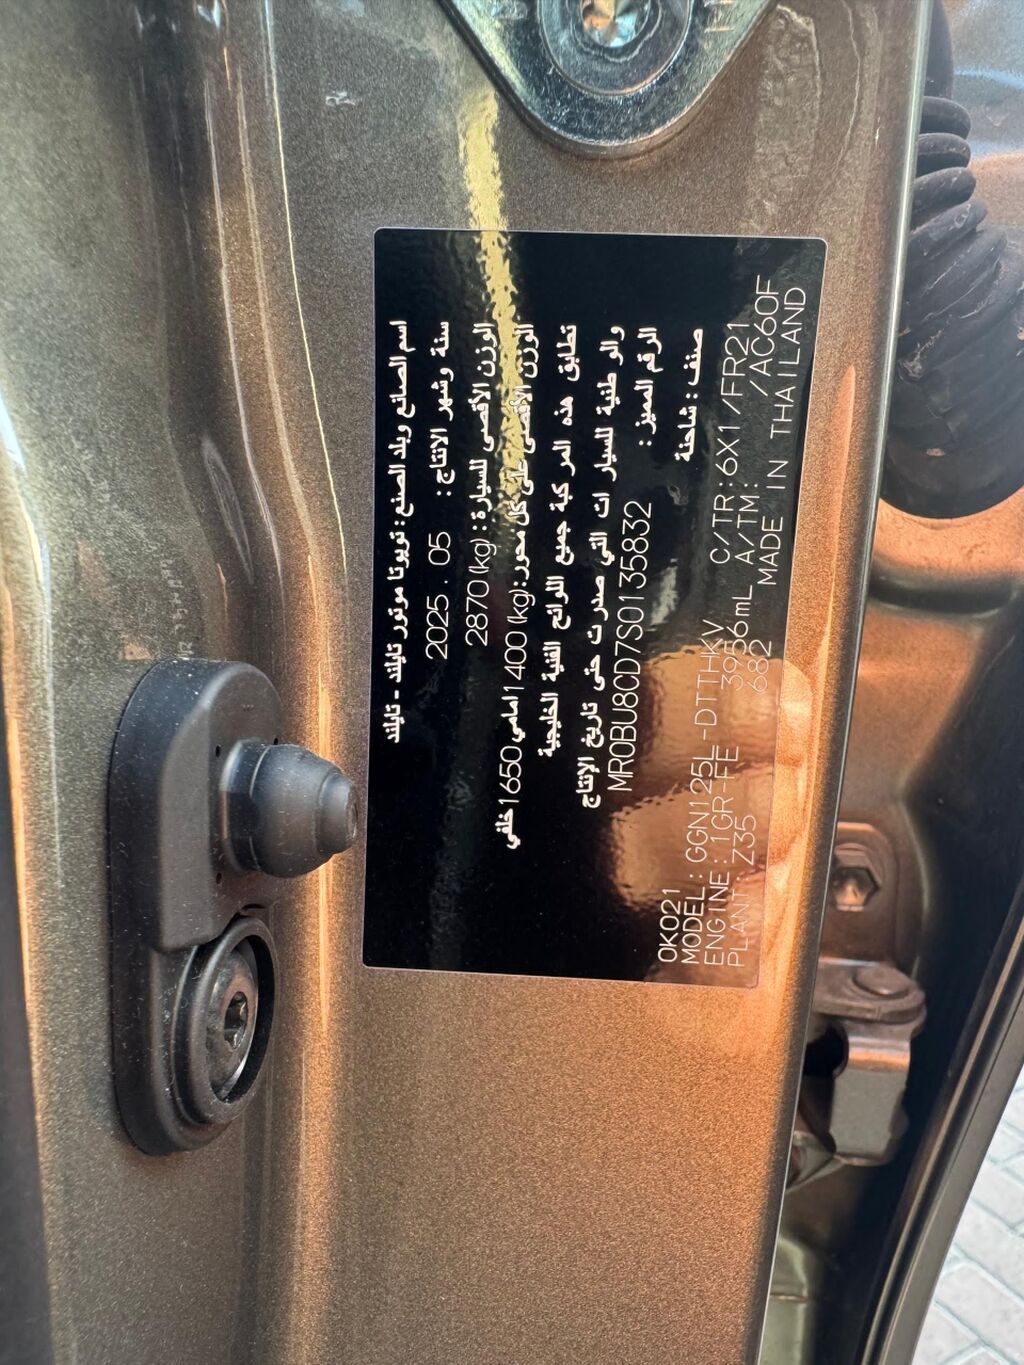 اسم الصانع وبلد الصنع : تويوتا موتور تايلند - تايلند
سنة وشهر الانتاج : 2025 . 05
الوزن الأقصى للسيارة : (kg) 2870
الوزن الأقصى على كل محور: (kg) 1400 امامي 1650 خلفي
تطابق هذه المركبة جميع اللوائح الفنية الخليجية
والوطنية للسيارات التي صدرت حتى تاريخ الإنتاج
الرقم المميز : MR0BU8CD7S0135832
صنف : شاحنة
0K021
MODEL : GGN125L-DTTHKV C/TR: 6X1 /FR21
ENGINE : 1GR-FE 3956mL A/TM: /AC60F
PLANT : Z35 682 MADE IN THAILAND